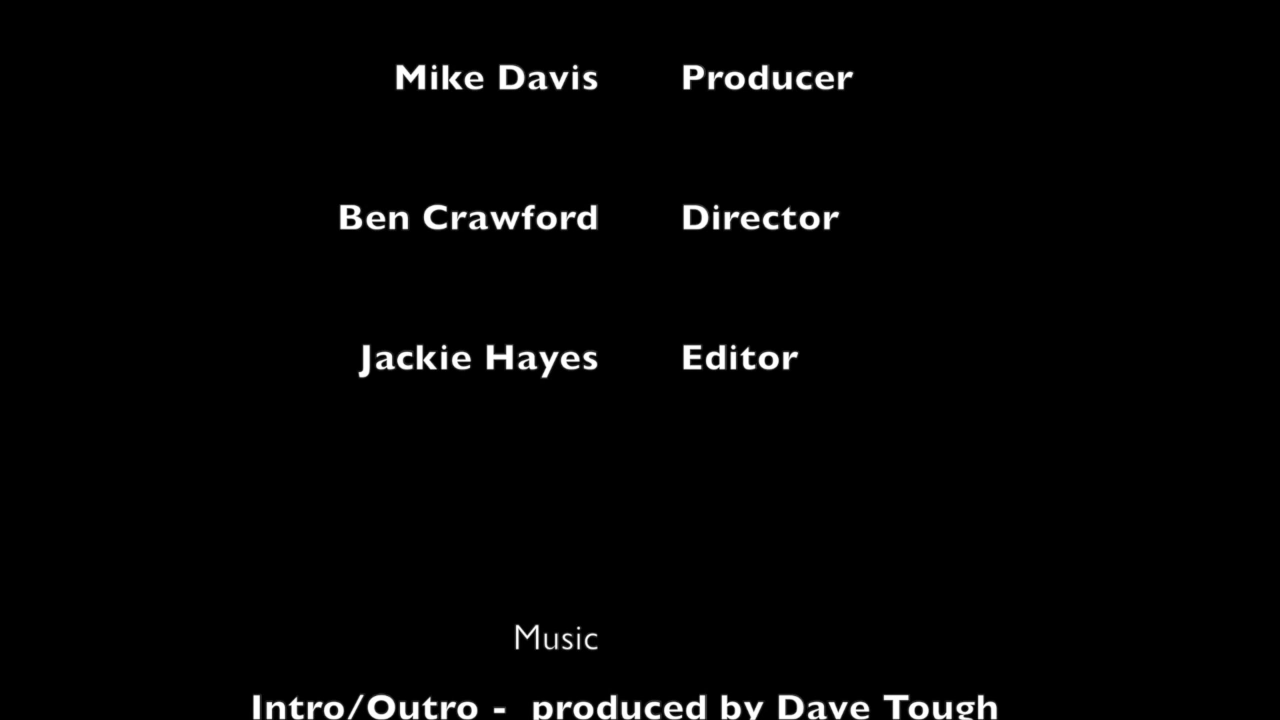 Mike Davis Producer
Ben Crawford Director
Jackie Hayes Editor
Music
Intro/Outro - produced by Dave Tough